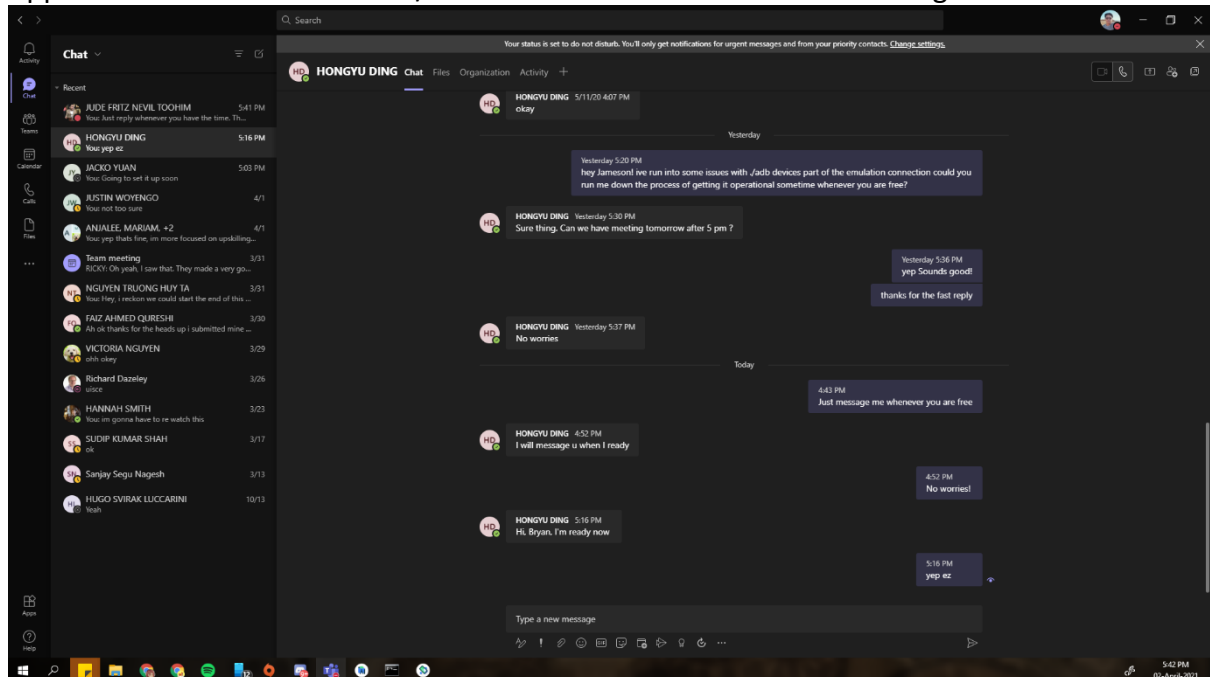 Search
Your status is set to do not disturb. You'll only get notifications for urgent messages and from your priority contacts. Change settings.
Activity
Chat
Teams
Calendar
Calls
Files
Apps
Help
Chat
Recent
JUDE FRITZ NEVIL TOOHIM 5:41 PM
You: Just reply whenever you have the time. Th...
HONGYU DING 5:16 PM
You: yep ez
JACKO YUAN 5:03 PM
You: Going to set it up soon
JUSTIN WOYENGO 4/1
You: not too sure
ANJALEE, MARIAM, +2 4/1
You: yep thats fine, im more focused on upskilling...
Team meeting 3/31
RICKY: Oh yeah, I saw that. They made a very go...
NGUYEN TRUONG HUY TA 3/31
You: Hey, i reckon we could start the end of this ...
FAIZ AHMED QURESHI 3/30
Ah ok thanks for the heads up i submitted mine ...
VICTORIA NGUYEN 3/29
ohh okey
Richard Dazeley 3/26
uisce
HANNAH SMITH 3/23
You: im gonna have to re watch this
SUDIP KUMAR SHAH 3/17
ok
Sanjay Segu Nagesh 3/13
HUGO SVIRAK LUCCARINI 10/13
Yeah
HD HONGYU DING Chat Files Organization Activity
HD HONGYU DING 5/11/20 4:07 PM
okay
Yesterday
Yesterday 5:20 PM
hey Jameson! ive run into some issues with ./adb devices part of the emulation connection could you
run me down the process of getting it operational sometime whenever you are free?
HD HONGYU DING Yesterday 5:30 PM
Sure thing. Can we have meeting tomorrow after 5 pm ?
Yesterday 5:36 PM
yep Sounds good!
thanks for the fast reply
HD HONGYU DING Yesterday 5:37 PM
No worries
Today
4:43 PM
Just message me whenever you are free
HD HONGYU DING 4:52 PM
I will message u when I ready
4:52 PM
No worries!
HD HONGYU DING 5:16 PM
Hi, Bryan, I'm ready now
5:16 PM
yep ez
Type a new message
5:42 PM
02-April-2021